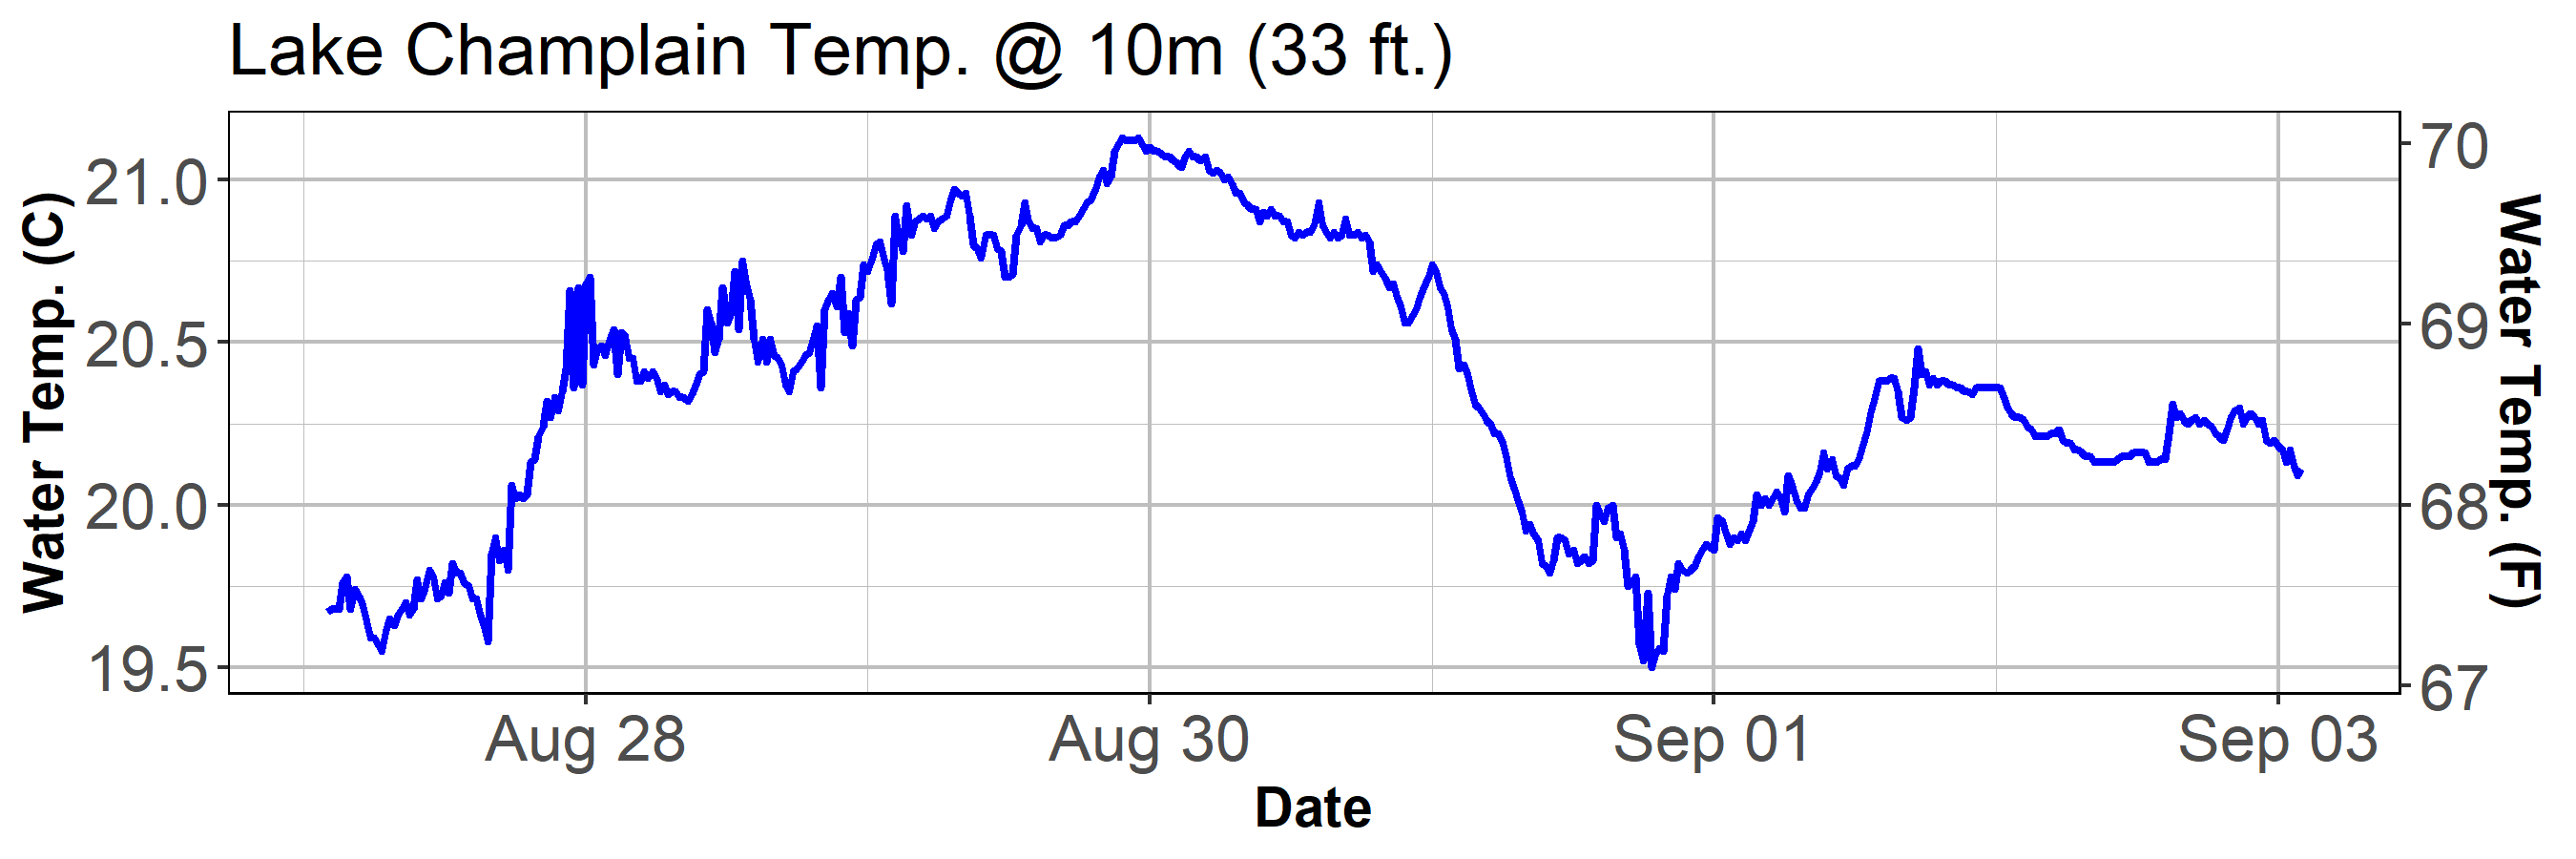 Lake Champlain Temp. @ 10m (33 ft.)
Water Temp. (C)
21.0
20.5
20.0
19.5
70
69
68
67
Water Temp. (F)
Aug 28
Aug 30
Sep 01
Sep 03
Date